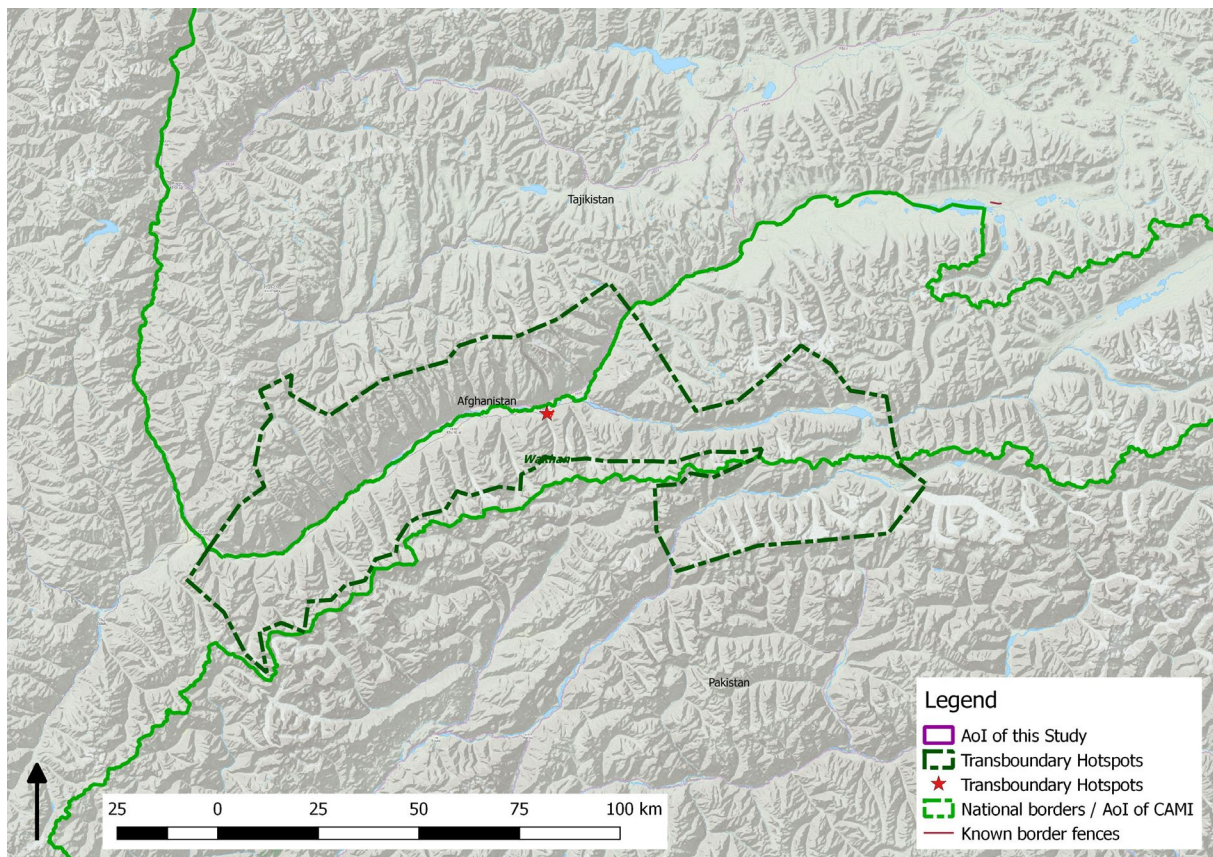 Tajikistan
Afghanistan
Wakhan
Pakistan
Legend
AoI of this Study
Transboundary Hotspots
Transboundary Hotspots
National borders / AoI of CAMI
Known border fences
25 0 25 50 75 100 km